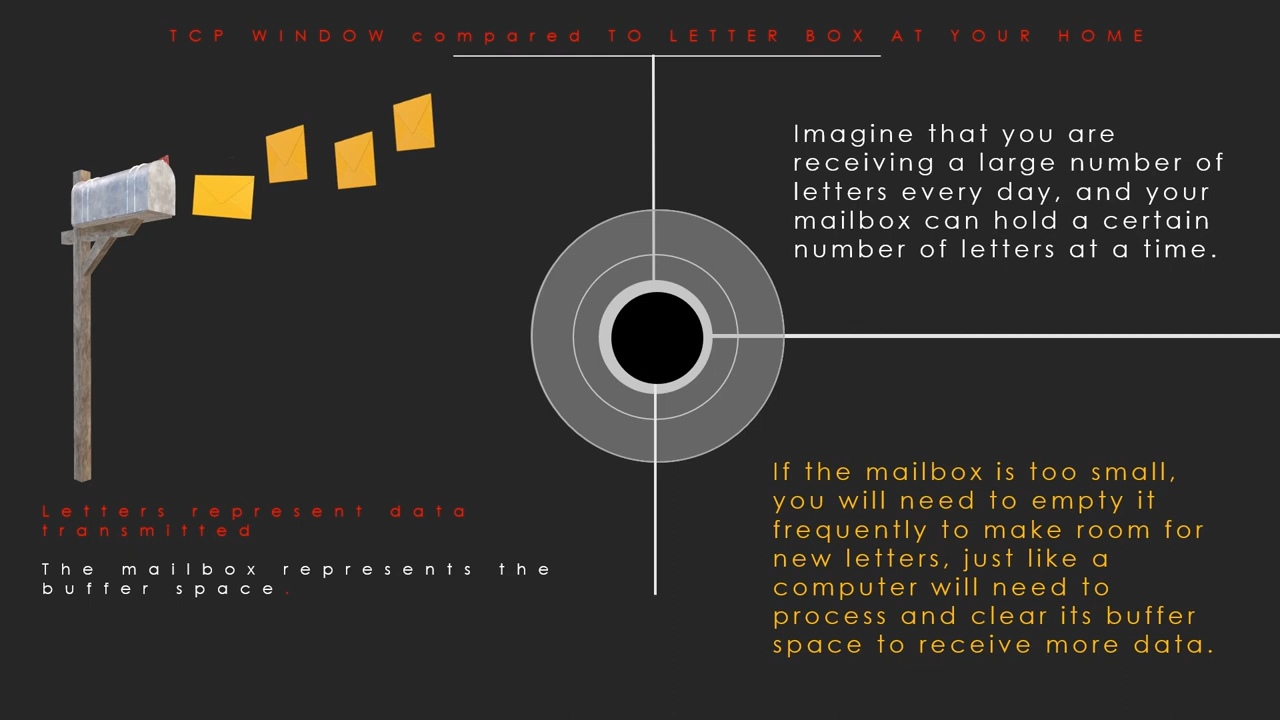 TCP WINDOW compared TO LETTER BOX AT YOUR HOME
Imagine that you are
receiving a large number of
letters every day, and your
mailbox can hold a certain
number of letters at a time.
Letters represent data
transmitted
The mailbox represents the
buffer space.
If the mailbox is too small,
you will need to empty it
frequently to make room for
new letters, just like a
computer will need to
process and clear its buffer
space to receive more data.